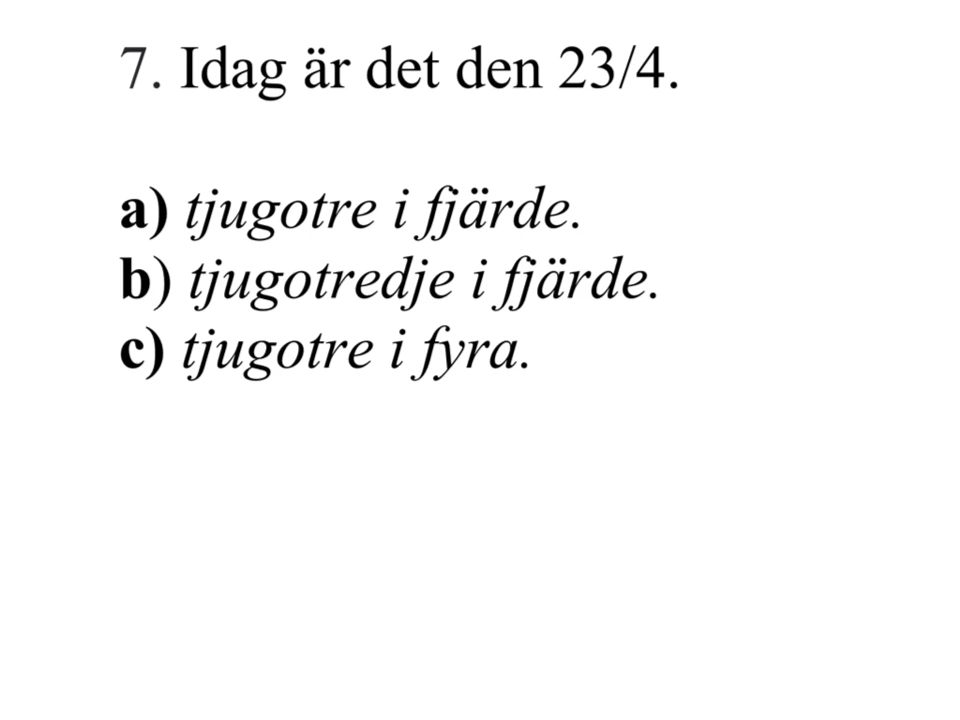 7. Idag är det den 23/4.
a) tjugotre i fjärde.
b) tjugotredje i fjärde.
c) tjugotre i fyra.